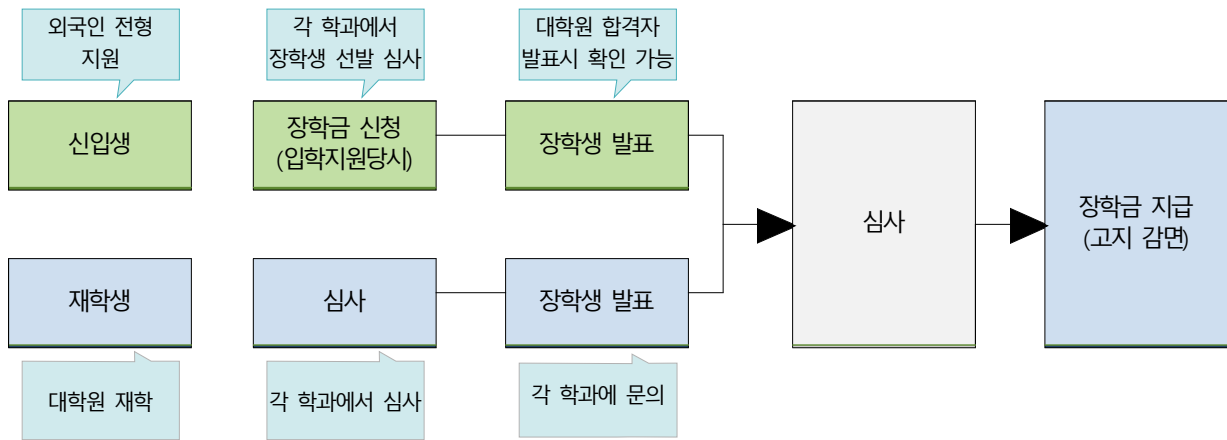 외국인 전형
지원
각 학과에서
장학생 선발 심사
대학원 합격자
발표시 확인 가능
신입생
장학금 신청
(입학지원당시)
장학생 발표
심사
장학금 지급
(고지 감면)
재학생
심사
장학생 발표
대학원 재학
각 학과에서 심사
각 학과에 문의